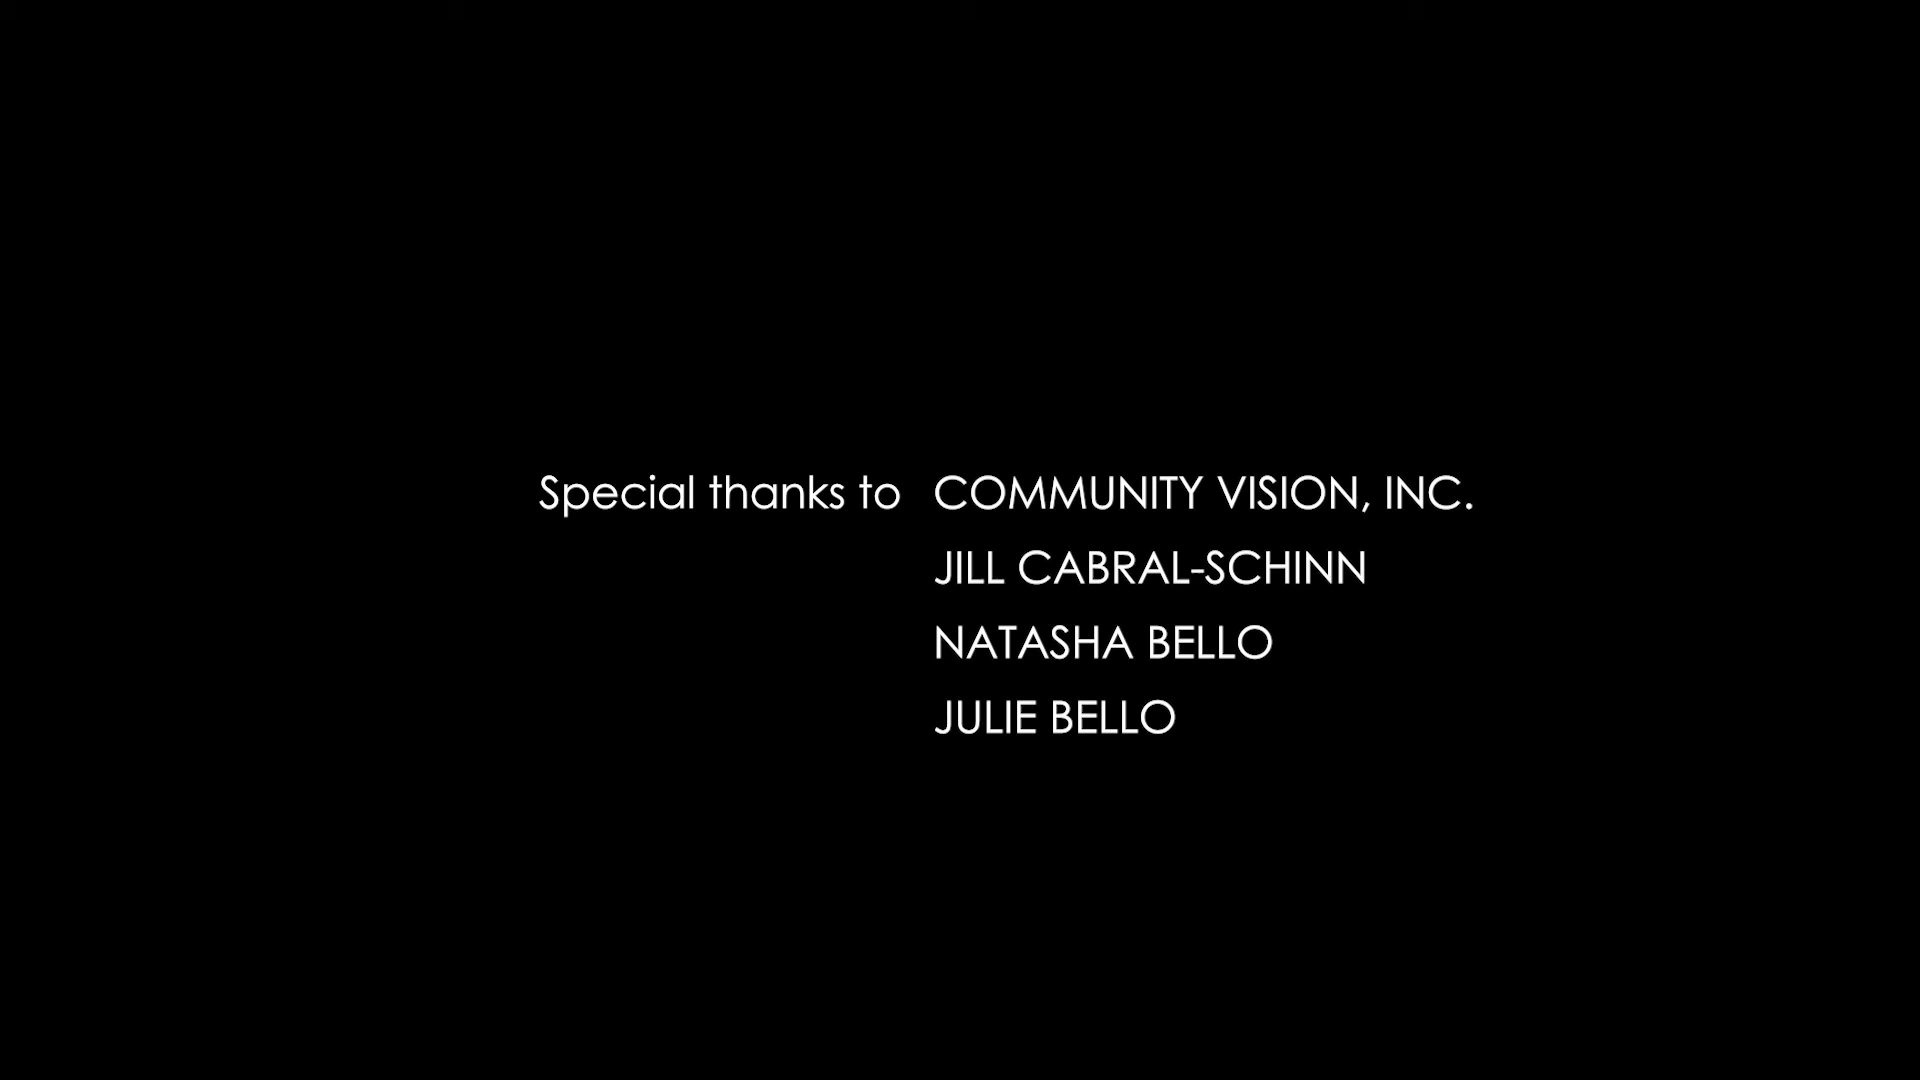 Special thanks to COMMUNITY VISION, INC.
JILL CABRAL-SCHINN
NATASHA BELLO
JULIE BELLO